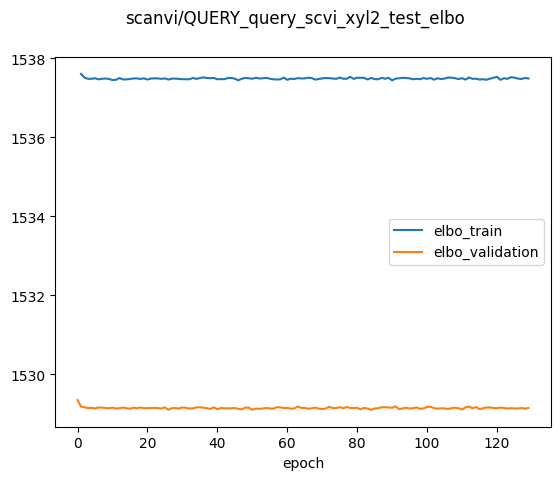 scanvi/QUERY_query_scvi_xyl2_test_elbo
1538
1536
1534
1532
1530
elbo_train
elbo_validation
0 20 40 60 80 100 120
epoch